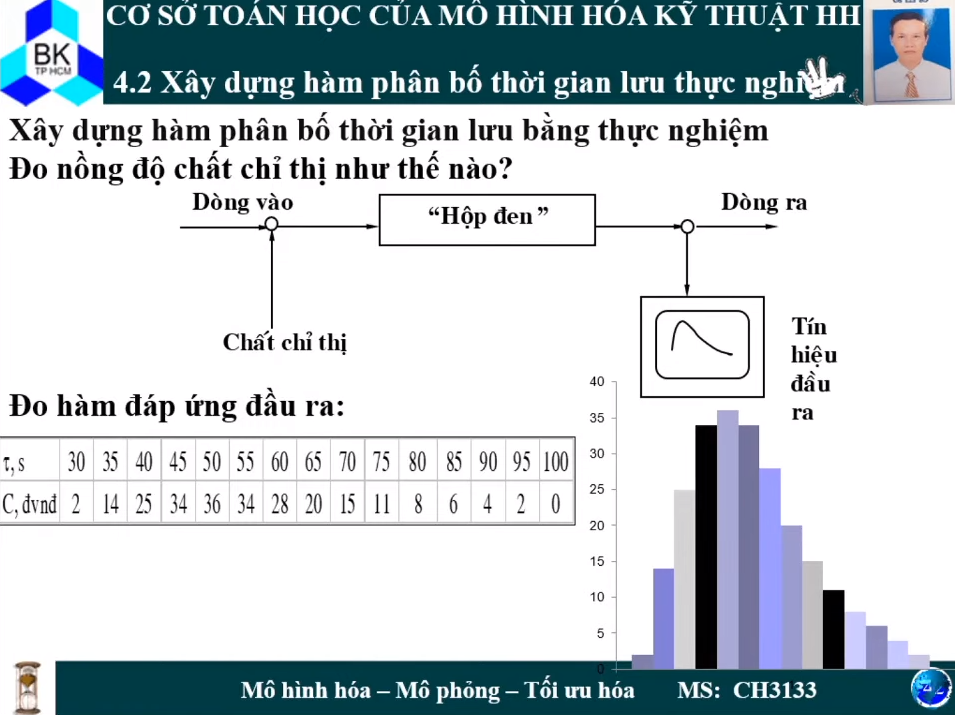 CƠ SỞ TOÁN HỌC CỦA MÔ HÌNH HÓA KỸ THUẬT HH
BK
TP HCM
4.2 Xây dựng hàm phân bố thời gian lưu thực
Xây dựng hàm phân bố thời gian lưu bằng thực nghiệm
Đo nồng độ chất chỉ thị như thế nào?
Dòng vào
“Hộp đen”
Dòng ra
Chất chỉ thị
Tín
hiệu
đầu
ra
Đo hàm đáp ứng đầu ra:
τ, s 30 35 40 45 50 55 60 65 70 75 80 85 90 95 100
C, đvnđ 2 14 25 34 36 34 28 20 15 11 8 6 4 2 0
40
35
30
25
20
15
10
5
0
Mô hình hóa – Mô phỏng – Tối ưu hóa MS: CH3133